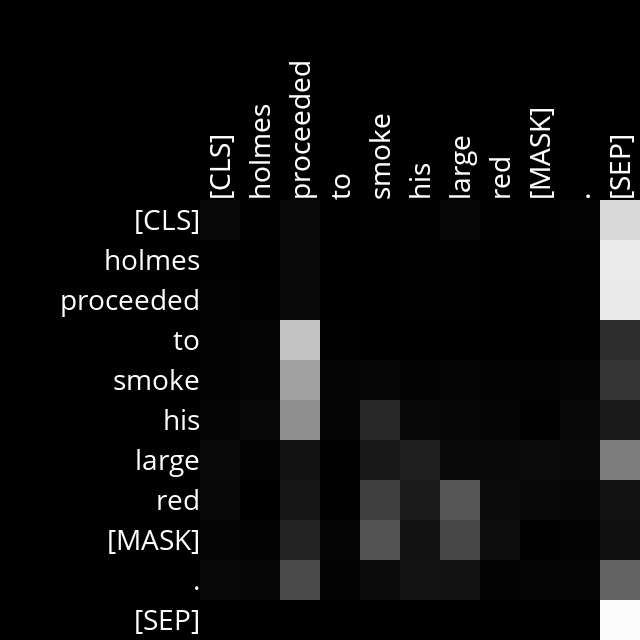 [CLS]
holmes
proceeded
to
smoke
his
large
red
[MASK]
.
[SEP]
[CLS]
holmes
proceeded
to
smoke
his
large
red
[MASK]
.
[SEP]